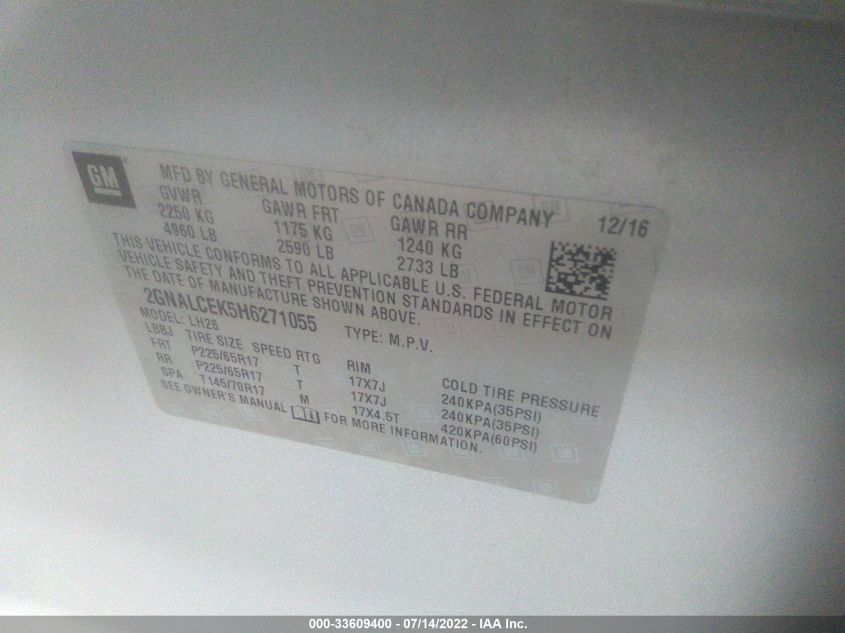 GM
MFD BY GENERAL MOTORS OF CANADA COMPANY 12/16
GVWR GAWR FRT GAWR RR
2250 KG 1175 KG 1240 KG
4960 LB 2590 LB 2733 LB
THIS VEHICLE CONFORMS TO ALL APPLICABLE U.S. FEDERAL MOTOR
VEHICLE SAFETY AND THEFT PREVENTION STANDARDS IN EFFECT ON
THE DATE OF MANUFACTURE SHOWN ABOVE.
2GNALCEK5H6271055 TYPE: M.P.V.
MODEL: LH26
LBBJ TIRE SIZE SPEED RTG RIM COLD TIRE PRESSURE
FRT P225/65R17 T 17X7J 240KPA(35PSI)
RR P225/65R17 T 17X7J 240KPA(35PSI)
SPA T145/70R17 M 17X4.5T 420KPA(60PSI)
SEE OWNER'S MANUAL FOR MORE INFORMATION.
000-33609400 - 07/14/2022 - IAA Inc.